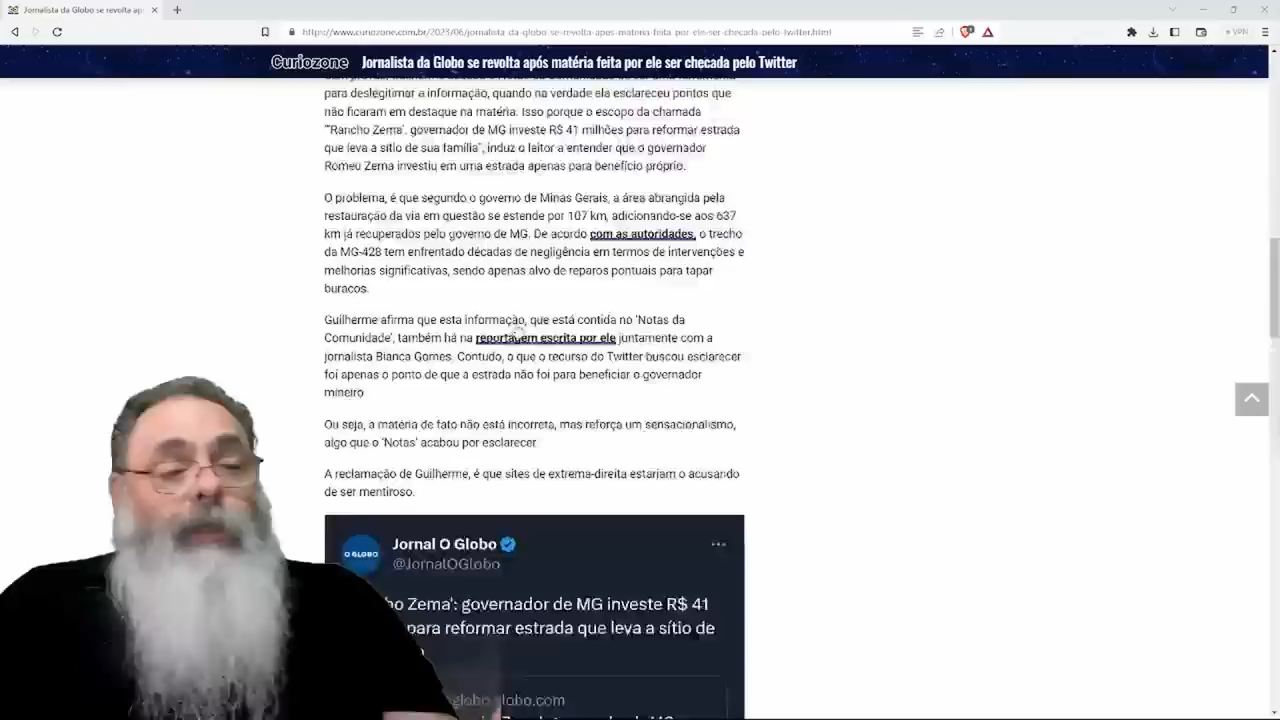 Jornalista da Globo se revolta apó
https://www.curiozone.com.br/2023/06/jornalista-da-globo-se-revolta-apos-materia-feita-por-ele-ser-checada-pelo-twitter.html
VPN
Curiozone
Jornalista da Globo se revolta após matéria feita por ele ser checada pelo Twitter
para deslegitimar a informação, quando na verdade ela esclareceu pontos que
não ficaram em destaque na matéria. Isso porque o escopo da chamada
"'Rancho Zema': governador de MG investe R$ 41 milhões para reformar estrada
que leva a sítio de sua família", induz o leitor a entender que o governador
Romeu Zema investiu em uma estrada apenas para benefício próprio.
O problema, é que segundo o governo de Minas Gerais, a área abrangida pela
restauração da via em questão se estende por 107 km, adicionando-se aos 637
km já recuperados pelo governo de MG. De acordo com as autoridades, o trecho
da MG-428 tem enfrentado décadas de negligência em termos de intervenções e
melhorias significativas, sendo apenas alvo de reparos pontuais para tapar
buracos.
Guilherme afirma que esta informação, que está contida no 'Notas da
Comunidade', também há na reportagem escrita por ele juntamente com a
jornalista Bianca Gomes. Contudo, o que o recurso do Twitter buscou esclarecer
foi apenas o ponto de que a estrada não foi para beneficiar o governador
mineiro
Ou seja, a matéria de fato não está incorreta, mas reforça um sensacionalismo,
algo que o 'Notas' acabou por esclarecer
A reclamação de Guilherme, é que sites de extrema-direita estariam o acusando
de ser mentiroso.
O GLOBO
Jornal O Globo
@JornalOGlobo
ho Zema': governador de MG investe R$ 41
para reformar estrada que leva a sítio de
globo.globo.com